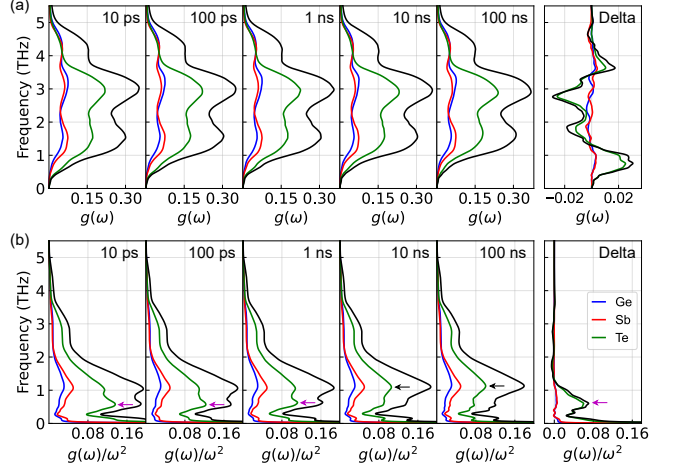 (a)
10 ps
100 ps
1 ns
10 ns
100 ns
Delta
Frequency (THz)
5
4
3
2
1
0
0.15 0.30
0.15 0.30
0.15 0.30
0.15 0.30
0.15 0.30
−0.02 0.02
g(ω)
g(ω)
g(ω)
g(ω)
g(ω)
g(ω)
(b)
10 ps
100 ps
1 ns
10 ns
100 ns
Delta
Frequency (THz)
5
4
3
2
1
0
Ge
Sb
Te
0.08 0.16
0.08 0.16
0.08 0.16
0.08 0.16
0.08 0.16
0.0 0.08 0.16
g(ω)/ω²
g(ω)/ω²
g(ω)/ω²
g(ω)/ω²
g(ω)/ω²
g(ω)/ω²